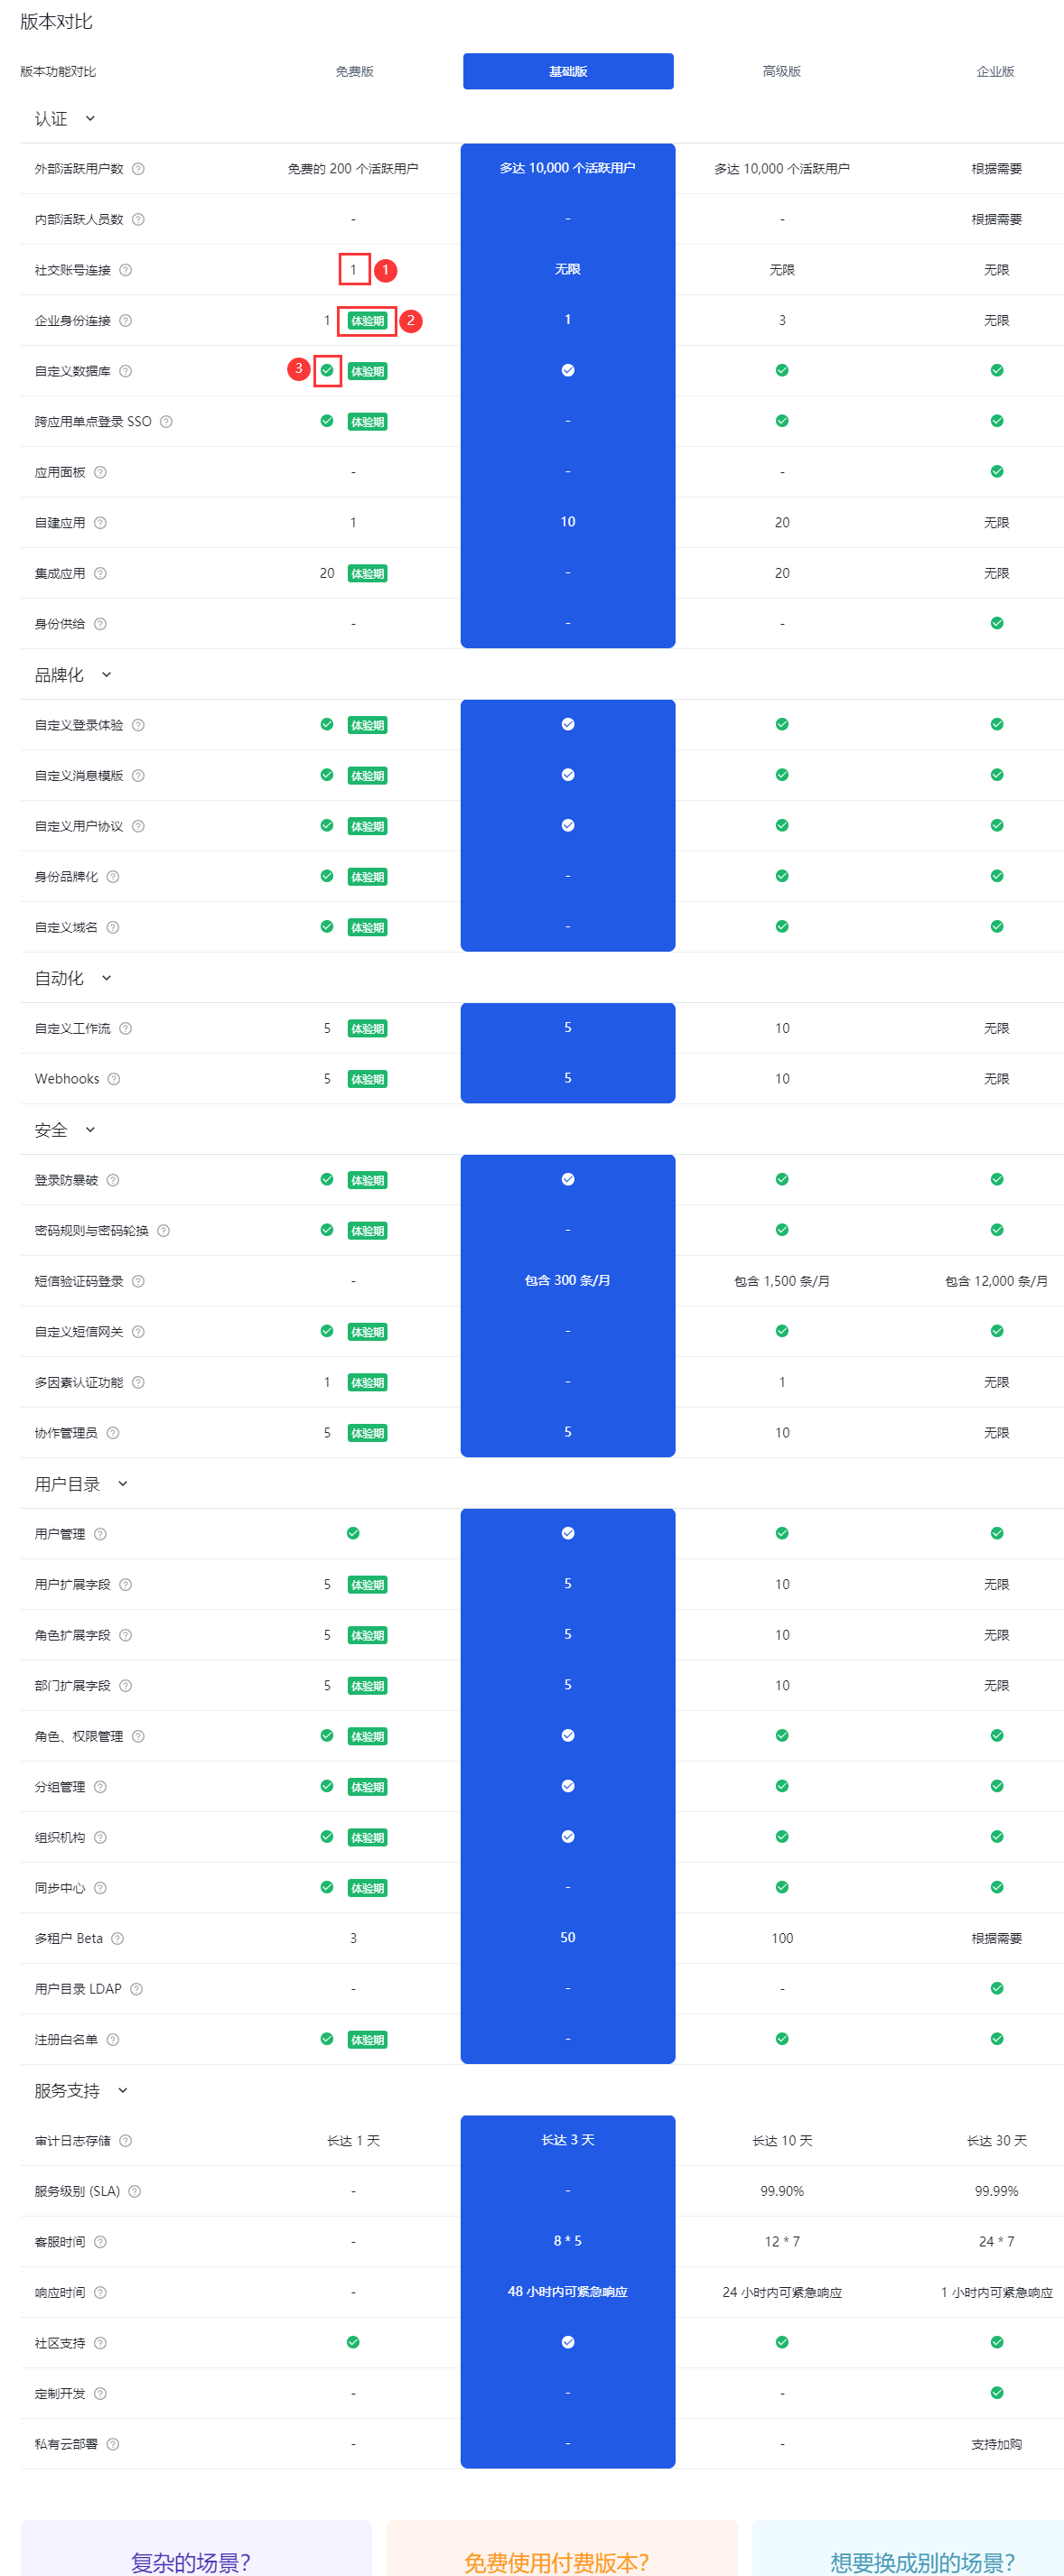 版本对比
版本功能对比 免费版 基础版 高级版 企业版
认证
外部活跃用户数 免费的 200 个活跃用户 多达 10,000 个活跃用户 多达 10,000 个活跃用户 根据需要
内部活跃人员数 - - - 根据需要
社交账号连接 1 1 无限 无限 无限
企业身份连接 1 体验期 2 1 3 无限
自定义数据库 3 体验期
跨应用单点登录 SSO 体验期 -
应用面板 - - -
自建应用 1 10 20 无限
集成应用 20 体验期 - 20 无限
身份供给 - - -
品牌化
自定义登录体验 体验期
自定义消息模版 体验期
自定义用户协议 体验期
身份品牌化 体验期 -
自定义域名 体验期 -
自动化
自定义工作流 5 体验期 5 10 无限
Webhooks 5 体验期 5 10 无限
安全
登录防暴破 体验期
密码规则与密码轮换 体验期 -
短信验证码登录 - 包含 300 条/月 包含 1,500 条/月 包含 12,000 条/月
自定义短信网关 体验期 -
多因素认证功能 1 体验期 - 1 无限
协作管理员 5 体验期 5 10 无限
用户目录
用户管理
用户扩展字段 5 体验期 5 10 无限
角色扩展字段 5 体验期 5 10 无限
部门扩展字段 5 体验期 5 10 无限
角色、权限管理 体验期
分组管理 体验期
组织机构 体验期
同步中心 体验期 -
多租户 Beta 3 50 100 根据需要
用户目录 LDAP - - -
注册白名单 体验期 -
服务支持
审计日志存储 长达 1 天 长达 3 天 长达 10 天 长达 30 天
服务级别 (SLA) - - 99.90% 99.99%
客服时间 - 8 * 5 12 * 7 24 * 7
响应时间 - 48 小时内可紧急响应 24 小时内可紧急响应 1 小时内可紧急响应
社区支持
定制开发 - - -
私有云部署 - - - 支持加购
复杂的场景? 免费使用付费版本? 想要换成别的场景?